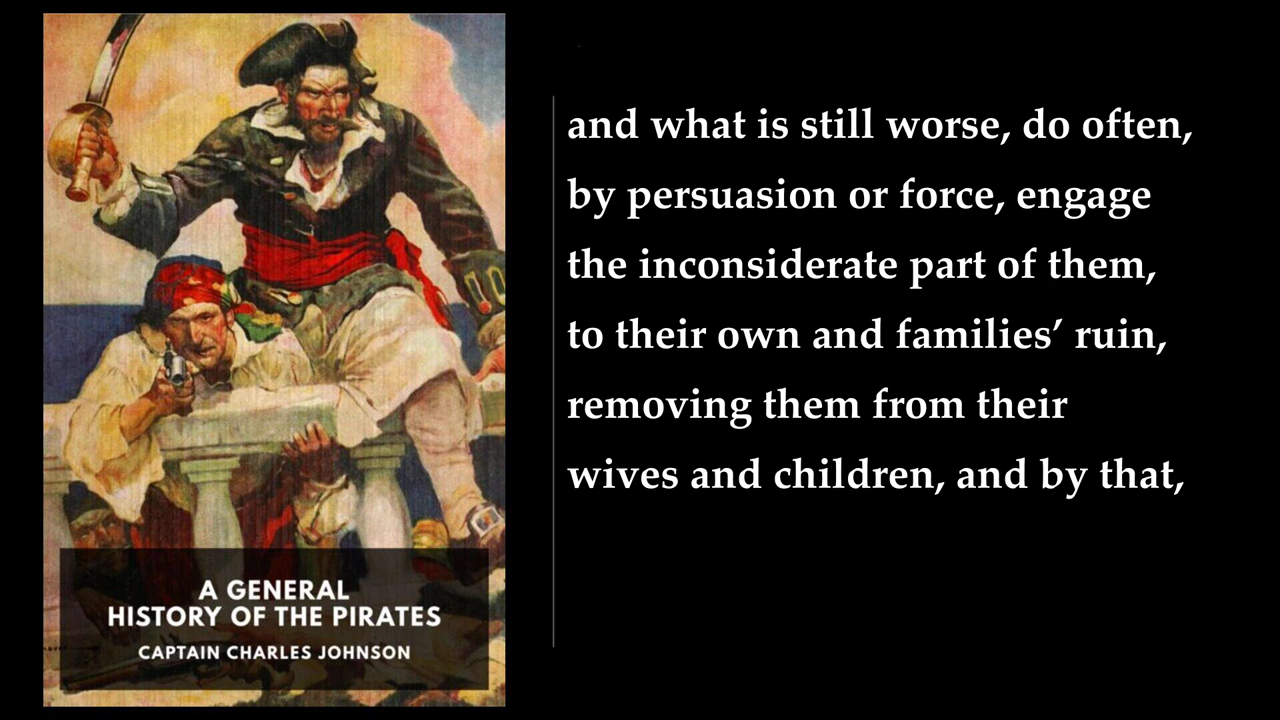 A GENERAL
HISTORY OF THE PIRATES
CAPTAIN CHARLES JOHNSON
and what is still worse, do often,
by persuasion or force, engage
the inconsiderate part of them,
to their own and families’ ruin,
removing them from their
wives and children, and by that,